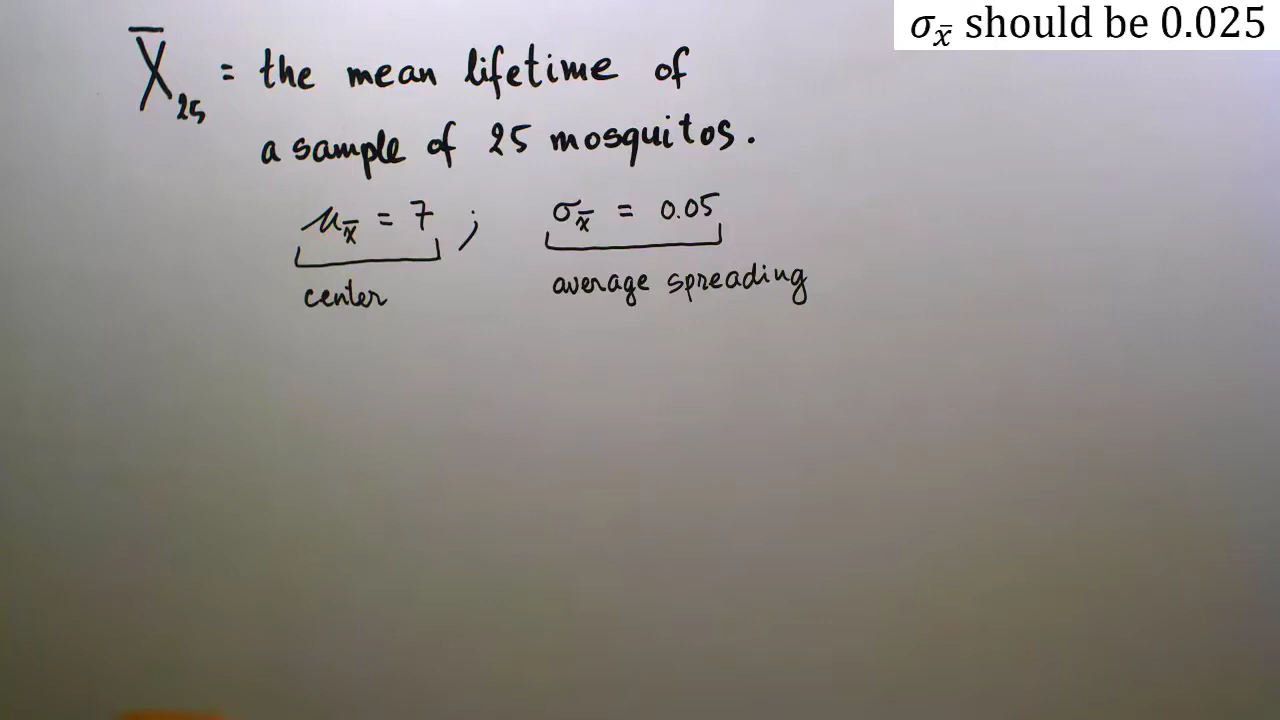 σx̄ should be 0.025
X̄25 = the mean lifetime of
a sample of 25 mosquitos.
μx̄ = 7 ; σx̄ = 0.05
center average spreading